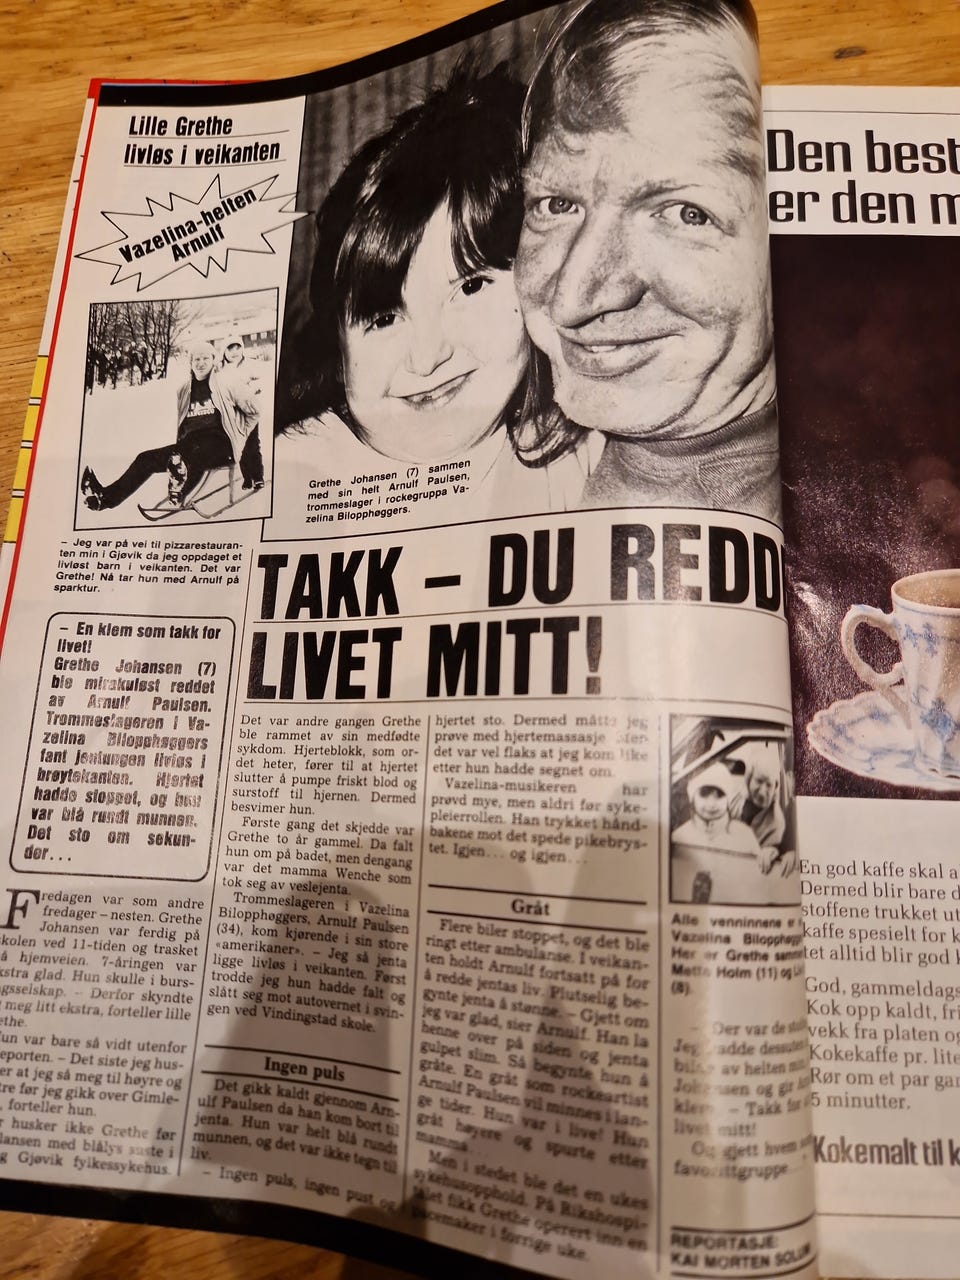 Lille Grethe
livløs i veikanten
Vazelina-helten
Arnulf
Grethe Johansen (7) sammen
med sin helt Arnulf Paulsen,
trommeslager i rockegruppa Va-
zelina Bilopphøggers.
– Jeg var på vei til pizzarestauran-
ten min i Gjøvik da jeg oppdaget et
livløst barn i veikanten. Det var
Grethe! Nå tar hun med Arnulf på
sparktur.
TAKK – DU REDD
LIVET MITT!
– En klem som takk for
livet!
Grethe Johansen (7)
ble mirakuløst reddet
av Arnulf Paulsen.
Trommeslageren i Va-
zelina Bilopphøggers
fant jentungen livløs i
brøytekanten. Hjertet
hadde stoppet, og hun
var blå rundt munnen.
Det sto om sekun-
der...
Fredagen var som andre
fredager – nesten. Grethe
Johansen var ferdig på
kolen ved 11-tiden og trasket
å hjemveien. 7-åringen var
kstra glad. Hun skulle i burs-
gsselskap. – Derfor skyndte
meg litt ekstra, forteller lille
ethe.
un var bare så vidt utenfor
eporten. – Det siste jeg hus-
er at jeg så meg til høyre og
tre før jeg gikk over Gimle-
, forteller hun.
r husker ikke Grethe før
lansen med blålys suste i
g Gjøvik fylkessykehus.
Det var andre gangen Grethe
ble rammet av sin medfødte
sykdom. Hjerteblokk, som or-
det heter, fører til at hjertet
slutter å pumpe friskt blod og
surstoff til hjernen. Dermed
besvimer hun.
Første gang det skjedde var
Grethe to år gammel. Da falt
hun om på badet, men dengang
var det mamma Wenche som
tok seg av veslejenta.
Trommeslageren i Vazelina
Bilopphøggers, Arnulf Paulsen
(34), kom kjørende i sin store
«amerikaner». – Jeg så jenta
ligge livløs i veikanten. Først
trodde jeg hun hadde falt og
slått seg mot autovernet i svin-
gen ved Vindingstad skole.
Ingen puls
Det gikk kaldt gjennom Arn-
ulf Paulsen da han kom bort til
jenta. Hun var helt blå rundt
munnen, og det var ikke tegn til
liv.
– Ingen puls, ingen pust og
hjertet sto. Dermed måtte jeg
prøve med hjertemassasje
det var vel flaks at jeg kom like
etter hun hadde segnet om.
Vazelina-musikeren har
prøvd mye, men aldri før syke-
pleierrollen. Han trykket hånd-
bakene mot det spede pikebrys-
tet. Igjen... og igjen...
Gråt
Flere biler stoppet, og det ble
ringt etter ambulanse. I veikan-
ten holdt Arnulf fortsatt på for
å redde jentas liv. Plutselig be-
gynte jenta å stønne. – Gjett om
jeg var glad, sier Arnulf. Han la
henne over på siden og jenta
gulpet slim. Så begynte hun å
gråte. En gråt som rockeartist
Arnulf Paulsen vil minnes i lan-
ge tider. Hun var i live! Hun
gråt høyere og spurte etter
mamma.
Men i stedet ble det en ukes
sykehusopphold. På Rikshospi-
talet fikk Grethe operert inn en
pacemaker i forrige uke.
Alle venninnene er
Vazelina Bilopphøgg
Her er Grethe sammen
Mette Holm (11) og
(8).
– Der var de
Jeg hadde dessuten
av helten
Johansen og gir
klem – Takk for
livet mitt!
Og gjett hvem
favorittgruppe
REPORTASJE:
KAI MORTEN SOLUM
Den best
er den m
En god kaffe skal a
Dermed blir bare d
stoffene trukket ut
kaffe spesielt for k
tet alltid blir god k
God, gammeldags
Kok opp kaldt, fri
vekk fra platen og
Kokekaffe pr. lite
Rør om et par gan
5 minutter.
Kokemalt til k